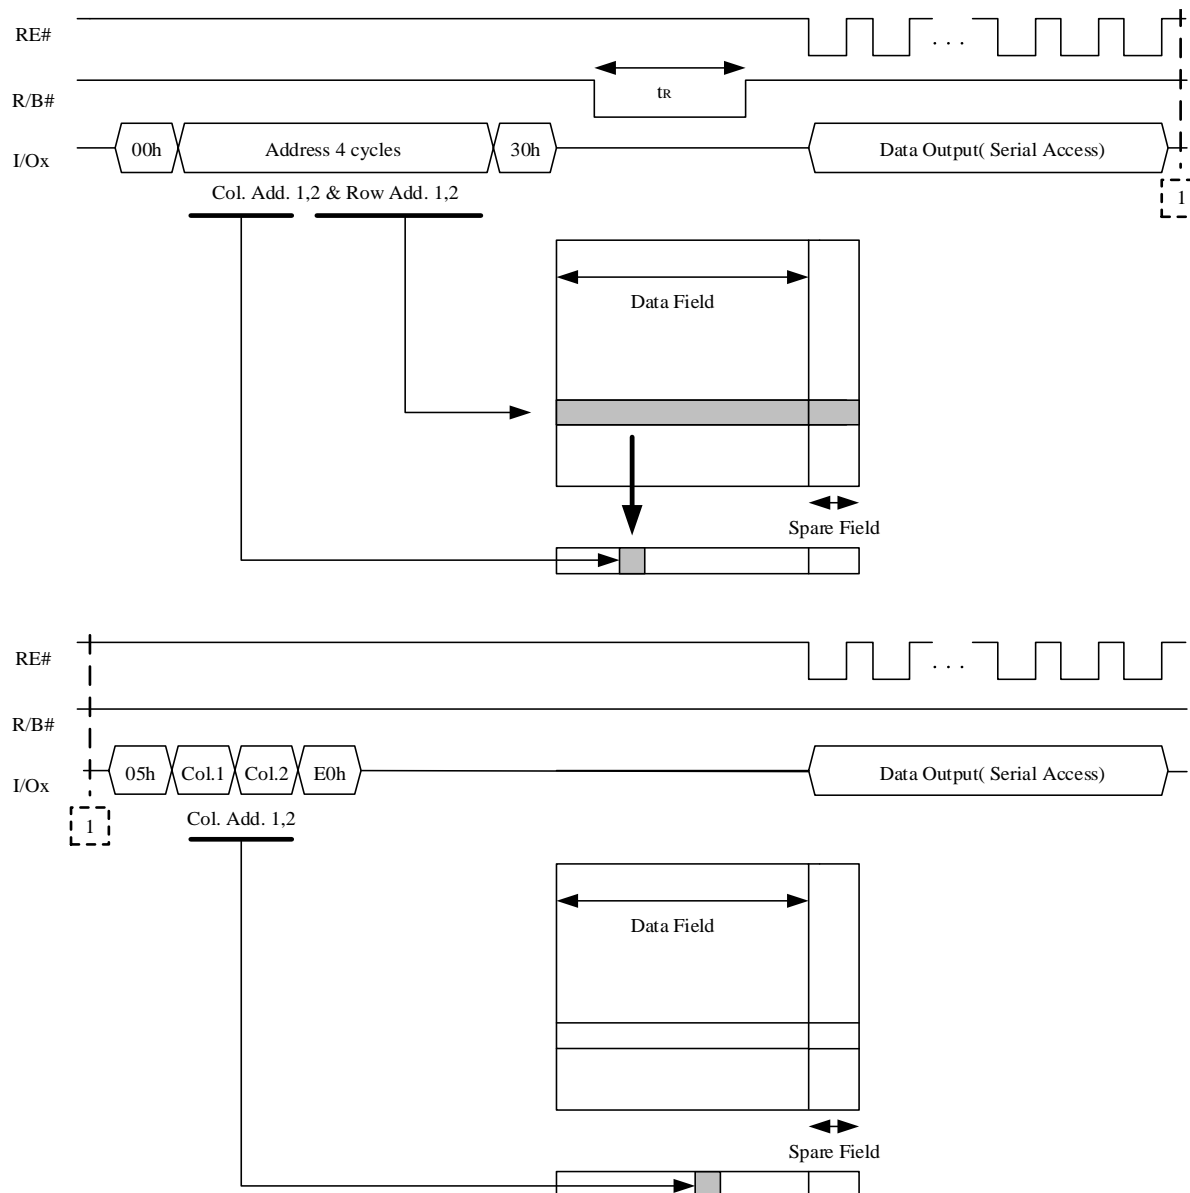 RE#
. . .
R/B#
tR
I/Ox
00h
Address 4 cycles
30h
Data Output( Serial Access)
Col. Add. 1,2 & Row Add. 1,2
1
Data Field
Spare Field
RE#
. . .
R/B#
I/Ox
05h
Col.1
Col.2
E0h
Data Output( Serial Access)
Col. Add. 1,2
1
Data Field
Spare Field